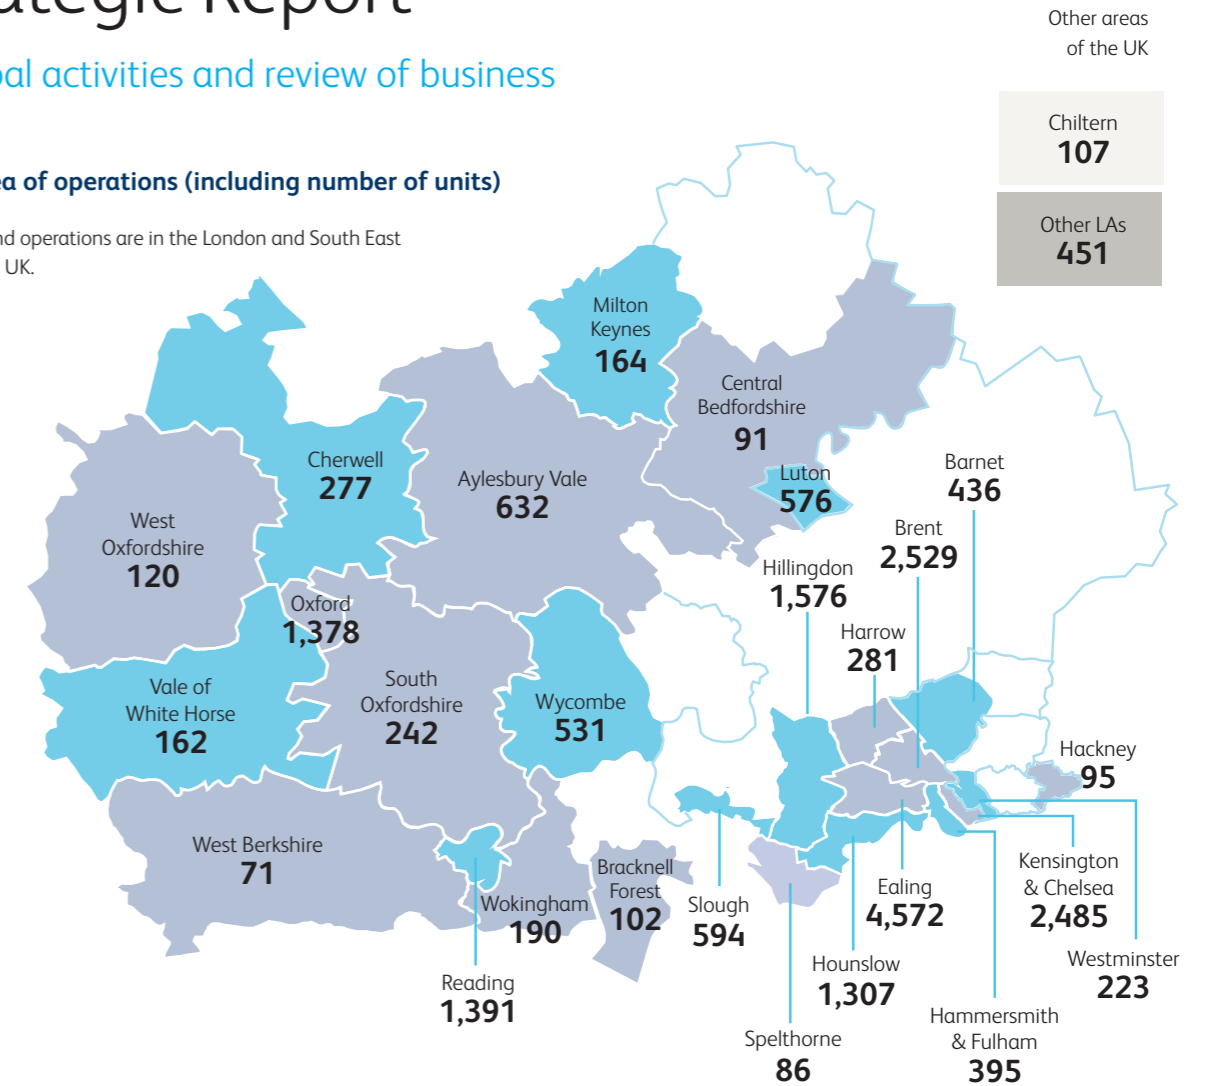 Report
activities and review of business
of operations (including number of units)
operations are in the London and South East
UK.
Other areas
of the UK
Chiltern
107
Other LAs
451
Milton
Keynes
164
Central
Bedfordshire
91
Luton
576
Barnet
436
Cherwell
277
Aylesbury Vale
632
Brent
2,529
West
Oxfordshire
120
Hillingdon
1,576
Oxford
1,378
Harrow
281
Vale of
White Horse
162
South
Oxfordshire
242
Wycombe
531
Hackney
95
West Berkshire
71
Bracknell
Forest
102
Wokingham
190
Slough
594
Ealing
4,572
Kensington
& Chelsea
2,485
Reading
1,391
Hounslow
1,307
Westminster
223
Spelthorne
86
Hammersmith
& Fulham
395